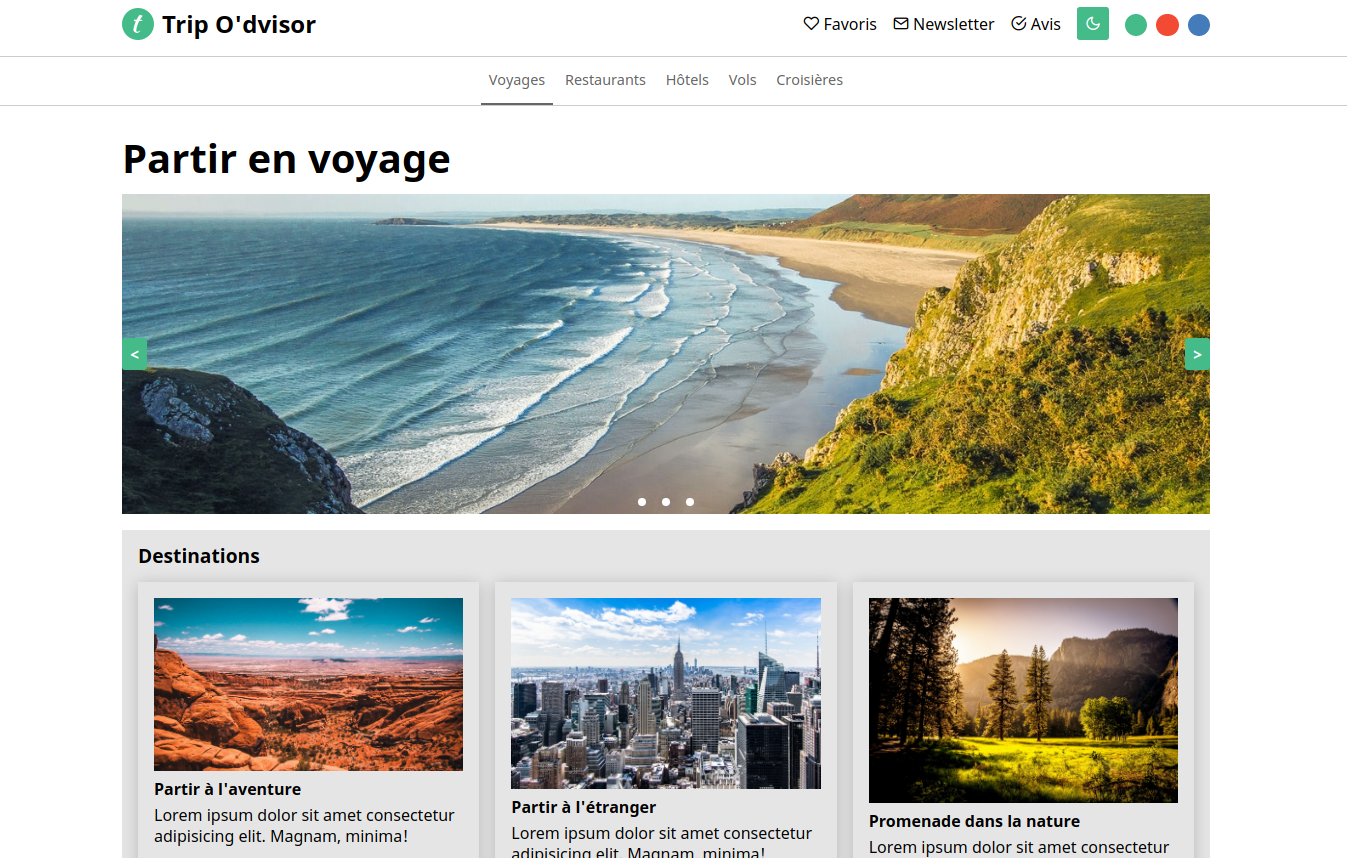 t Trip O'dvisor
Favoris Newsletter Avis
Voyages Restaurants Hôtels Vols Croisières
Partir en voyage
< >
Destinations
Partir à l'aventure
Lorem ipsum dolor sit amet consectetur
adipisicing elit. Magnam, minima!
Partir à l'étranger
Lorem ipsum dolor sit amet consectetur
adipisicing elit. Magnam, minima!
Promenade dans la nature
Lorem ipsum dolor sit amet consectetur